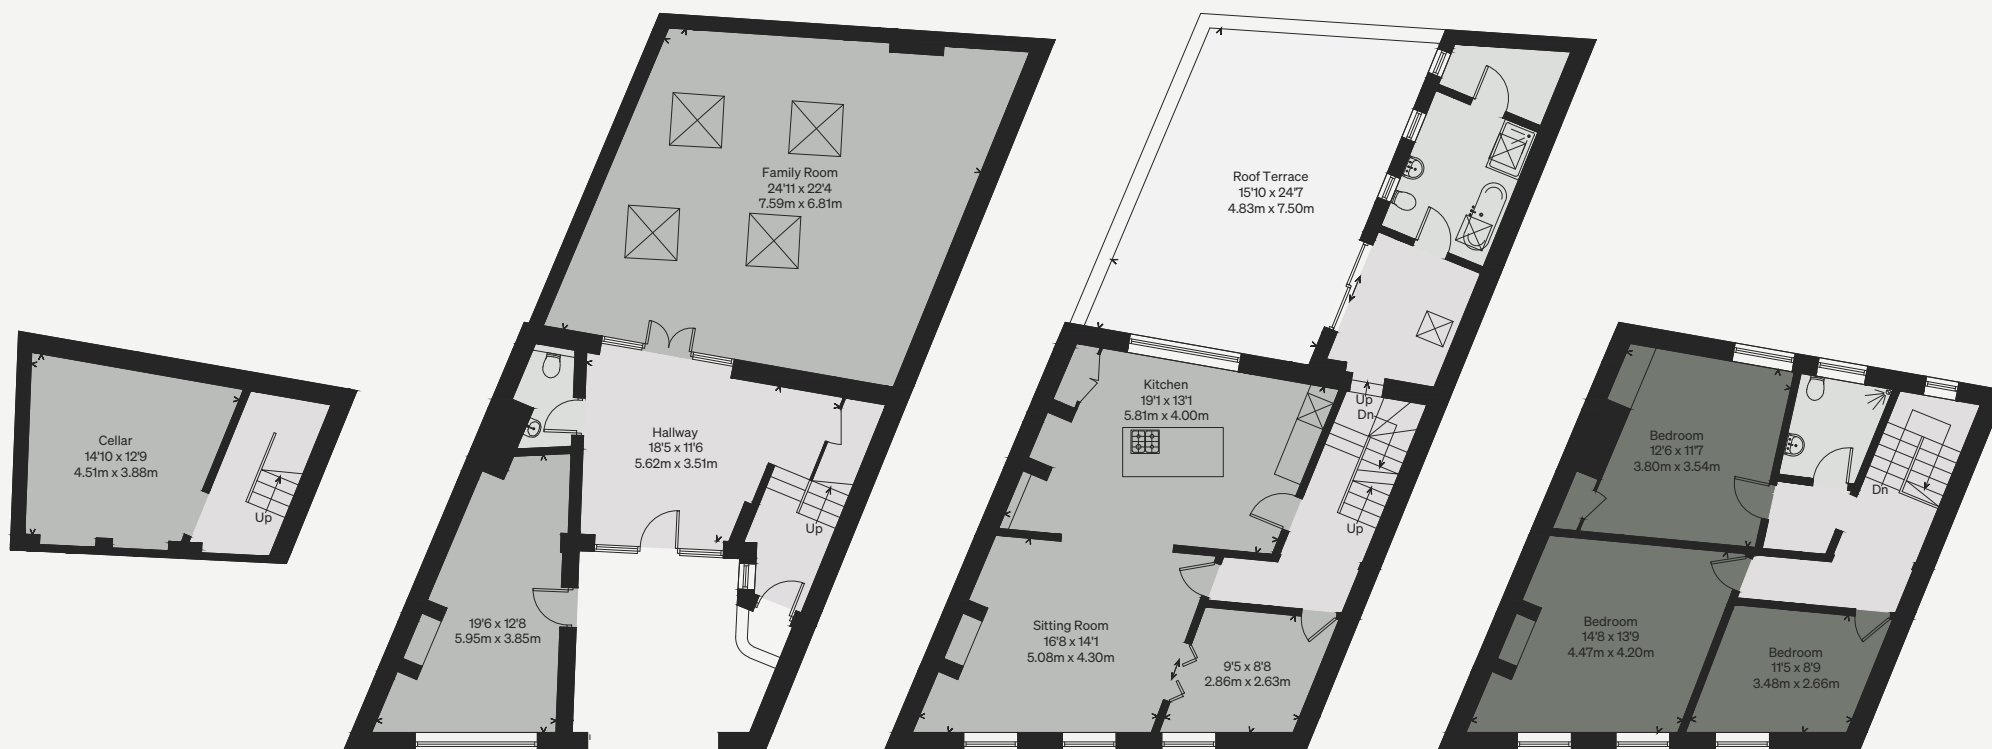 Cellar
14'10 x 12'9
4.51m x 3.88m
Up
Family Room
24'11 x 22'4
7.59m x 6.81m
Hallway
18'5 x 11'6
5.62m x 3.51m
Up
19'6 x 12'8
5.95m x 3.85m
Roof Terrace
15'10 x 24'7
4.83m x 7.50m
Kitchen
19'1 x 13'1
5.81m x 4.00m
Up
Dn
Up
Sitting Room
16'8 x 14'1
5.08m x 4.30m
9'5 x 8'8
2.86m x 2.63m
Bedroom
12'6 x 11'7
3.80m x 3.54m
Dn
Bedroom
14'8 x 13'9
4.47m x 4.20m
Bedroom
11'5 x 8'9
3.48m x 2.66m